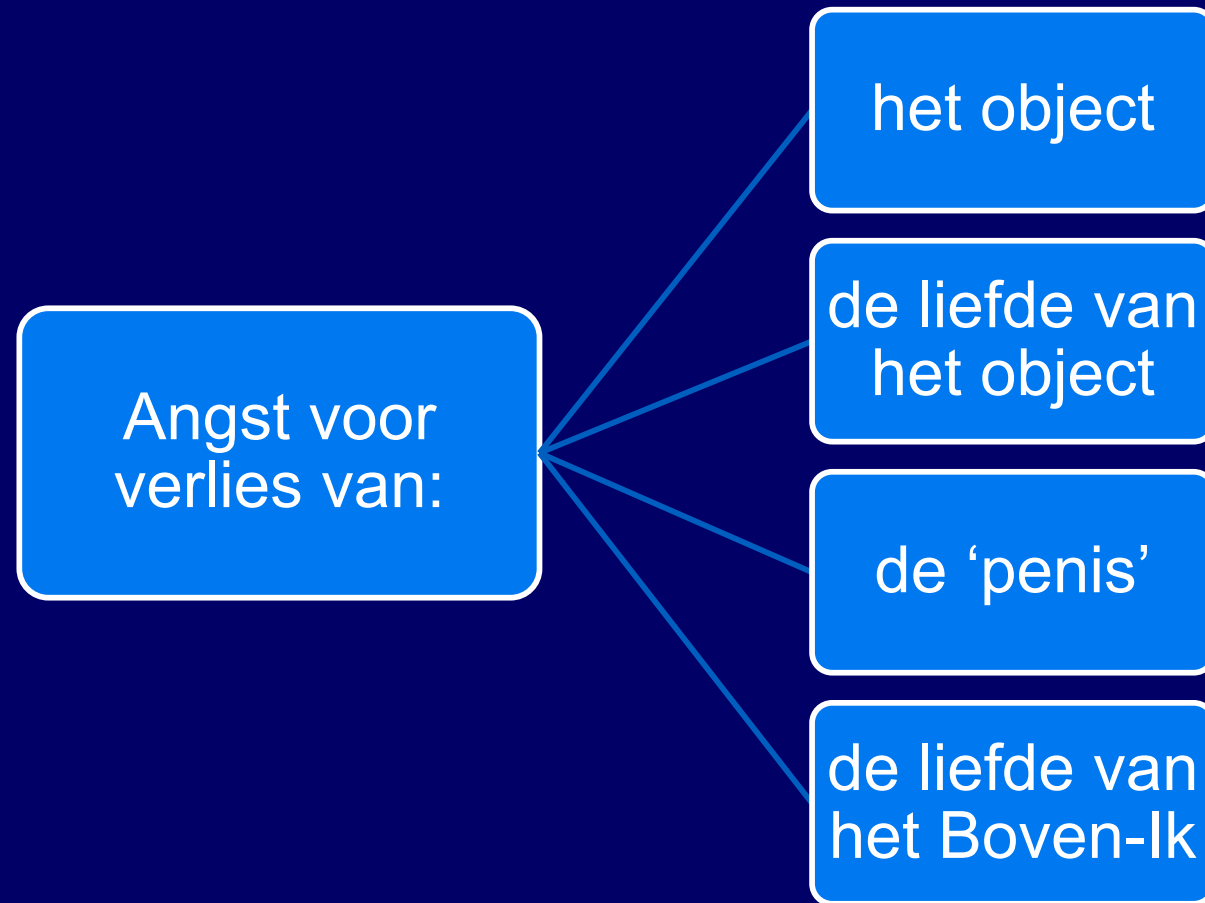 het object
de liefde van
het object
Angst voor
verlies van:
de ‘penis’
de liefde van
het Boven-Ik